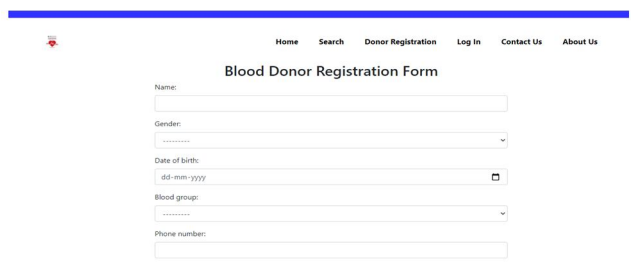 Home Search Donor Registration Log In Contact Us About Us
Blood Donor Registration Form
Name:
Gender:
---------
Date of birth:
dd-mm-yyyy
Blood group:
---------
Phone number: